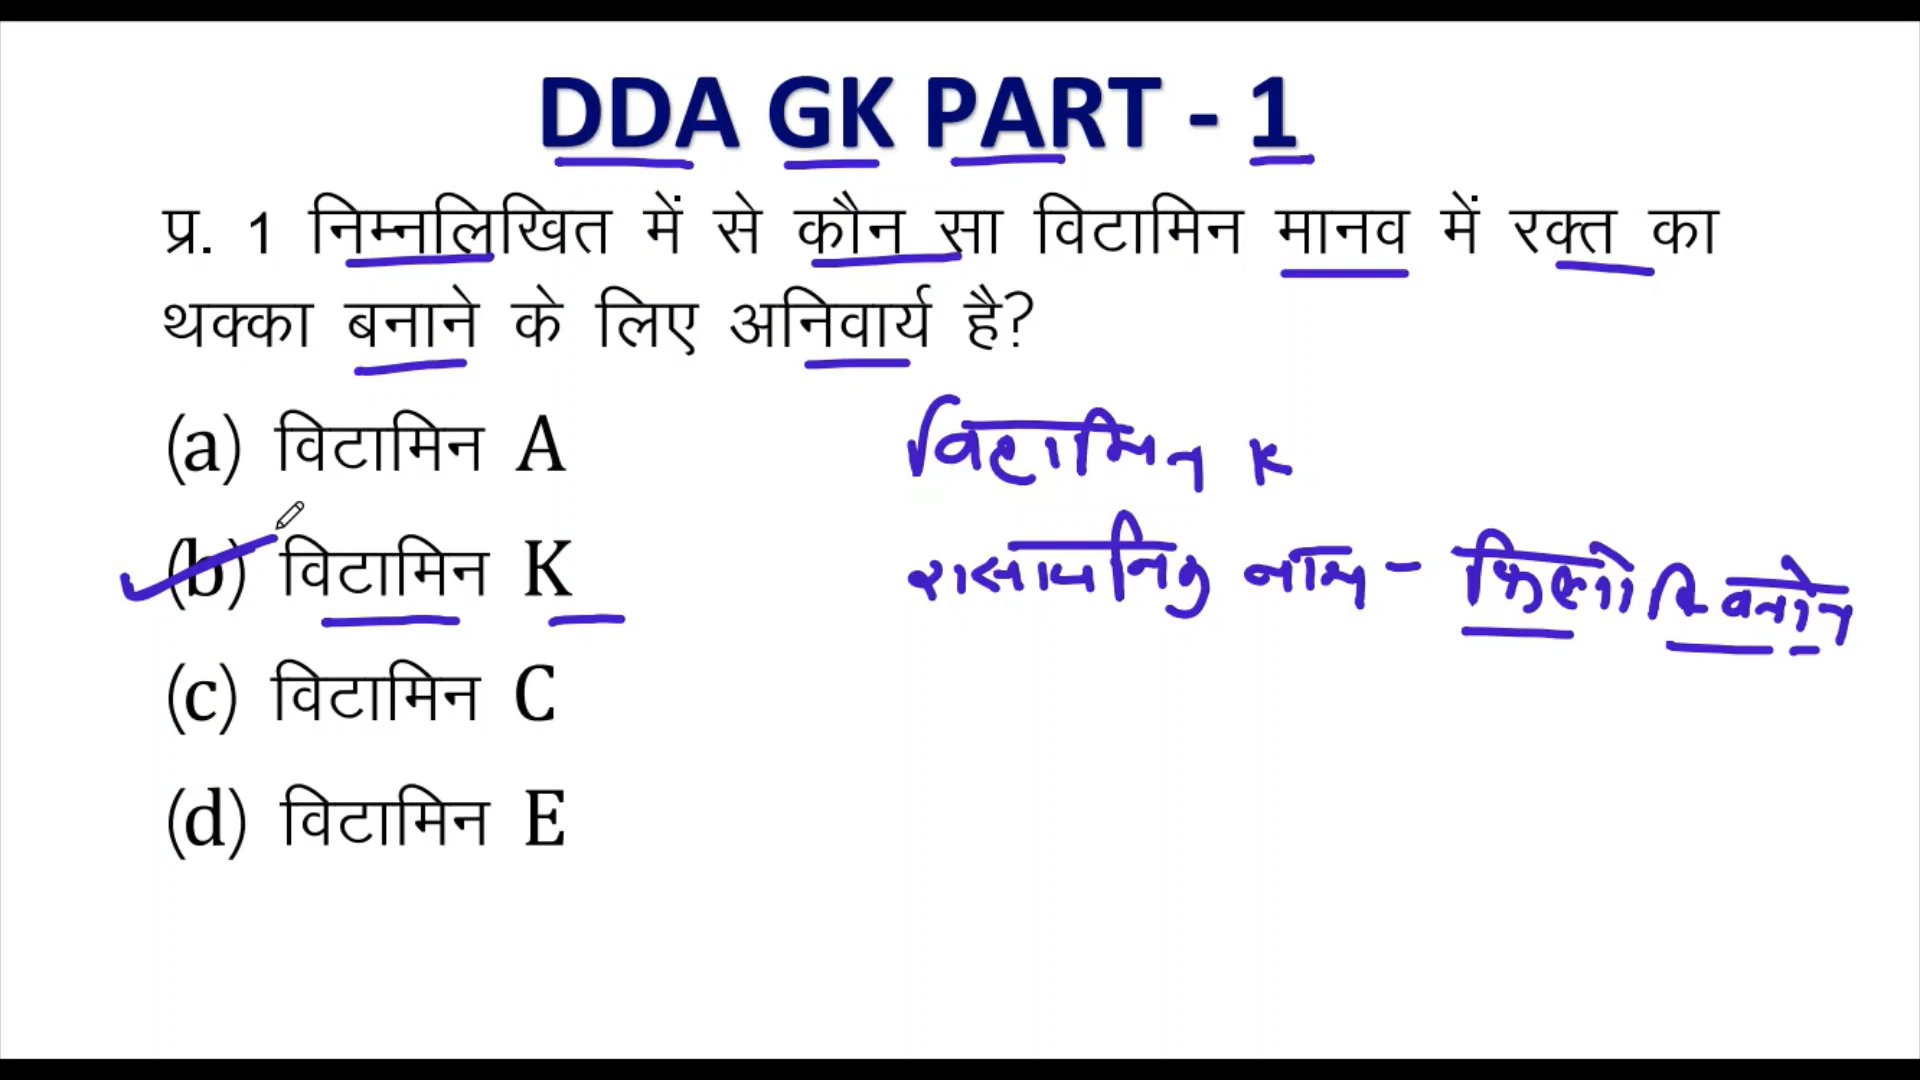 DDA GK PART - 1
प्र. 1 निम्नलिखित में से कौन सा विटामिन मानव में रक्त का
थक्का बनाने के लिए अनिवार्य है?
(a) विटामिन A
विटामिन K
(b) विटामिन K
रासायनिक नाम - फिलोक्विनोन
(c) विटामिन C
(d) विटामिन E